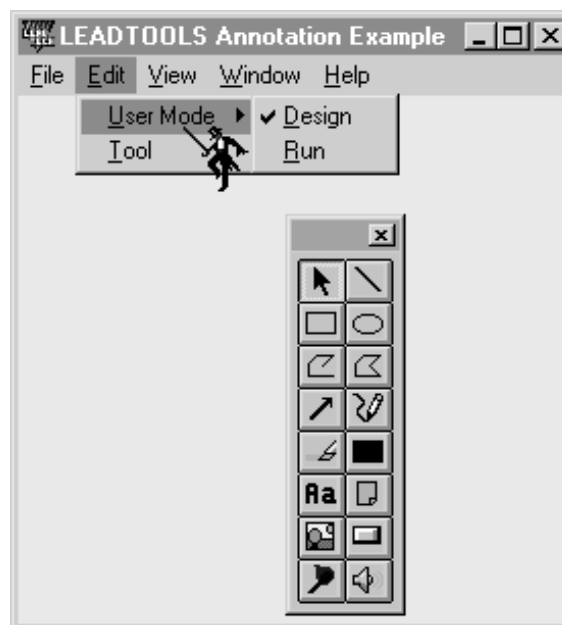 LEADTOOLS Annotation Example
File Edit View Window Help
User Mode Design
Tool Run
Aa